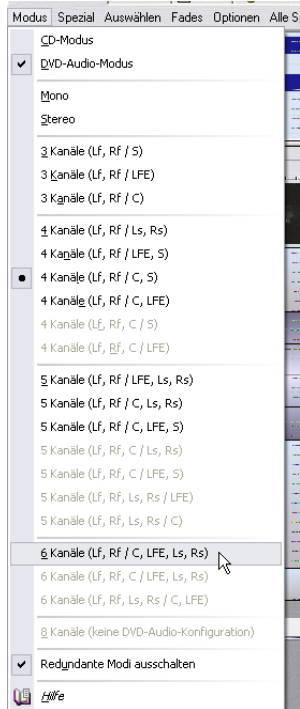 Modus Spezial Auswählen Fades Optionen Alle S
CD-Modus
DVD-Audio-Modus
Mono
Stereo
3 Kanäle (Lf, Rf / S)
3 Kanäle (Lf, Rf / LFE)
3 Kanäle (Lf, Rf / C)
4 Kanäle (Lf, Rf / Ls, Rs)
4 Kanäle (Lf, Rf / LFE, S)
4 Kanäle (Lf, Rf / C, S)
4 Kanäle (Lf, Rf / C, LFE)
4 Kanäle (Lf, Rf, C / S)
4 Kanäle (Lf, Rf, C / LFE)
5 Kanäle (Lf, Rf / LFE, Ls, Rs)
5 Kanäle (Lf, Rf / C, Ls, Rs)
5 Kanäle (Lf, Rf / C, LFE, S)
5 Kanäle (Lf, Rf, C / Ls, Rs)
5 Kanäle (Lf, Rf, C / LFE, S)
5 Kanäle (Lf, Rf, Ls, Rs / LFE)
5 Kanäle (Lf, Rf, Ls, Rs / C)
6 Kanäle (Lf, Rf / C, LFE, Ls, Rs)
6 Kanäle (Lf, Rf, C / LFE, Ls, Rs)
6 Kanäle (Lf, Rf, Ls, Rs / C, LFE)
8 Kanäle (keine DVD-Audio-Konfiguration)
Redundante Modi ausschalten
Hilfe